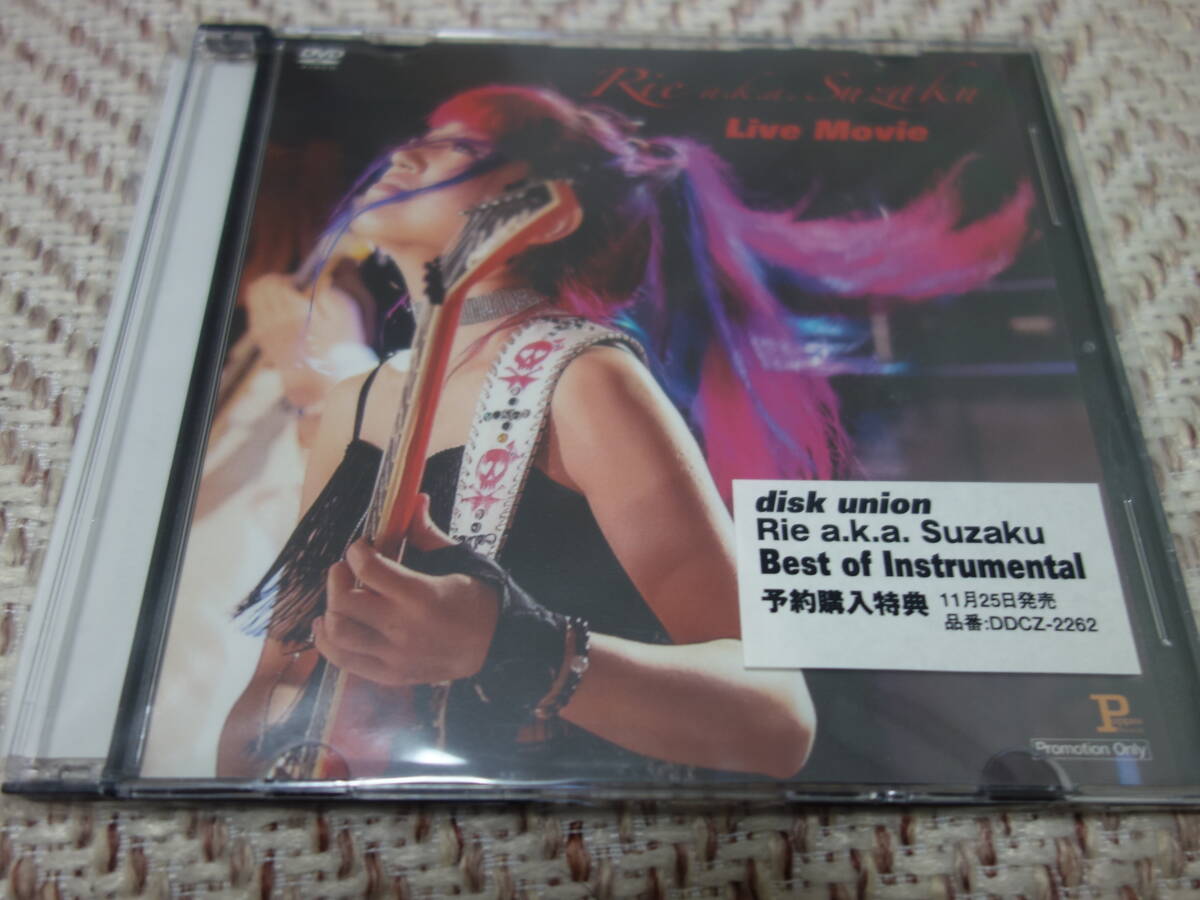 DVD
Rie a.k.a. Suzaku
Live Movie
disk union
Rie a.k.a. Suzaku
Best of Instrumental
予約購入特典 11月25日発売
品番:DDCZ-2262
Promotion Only